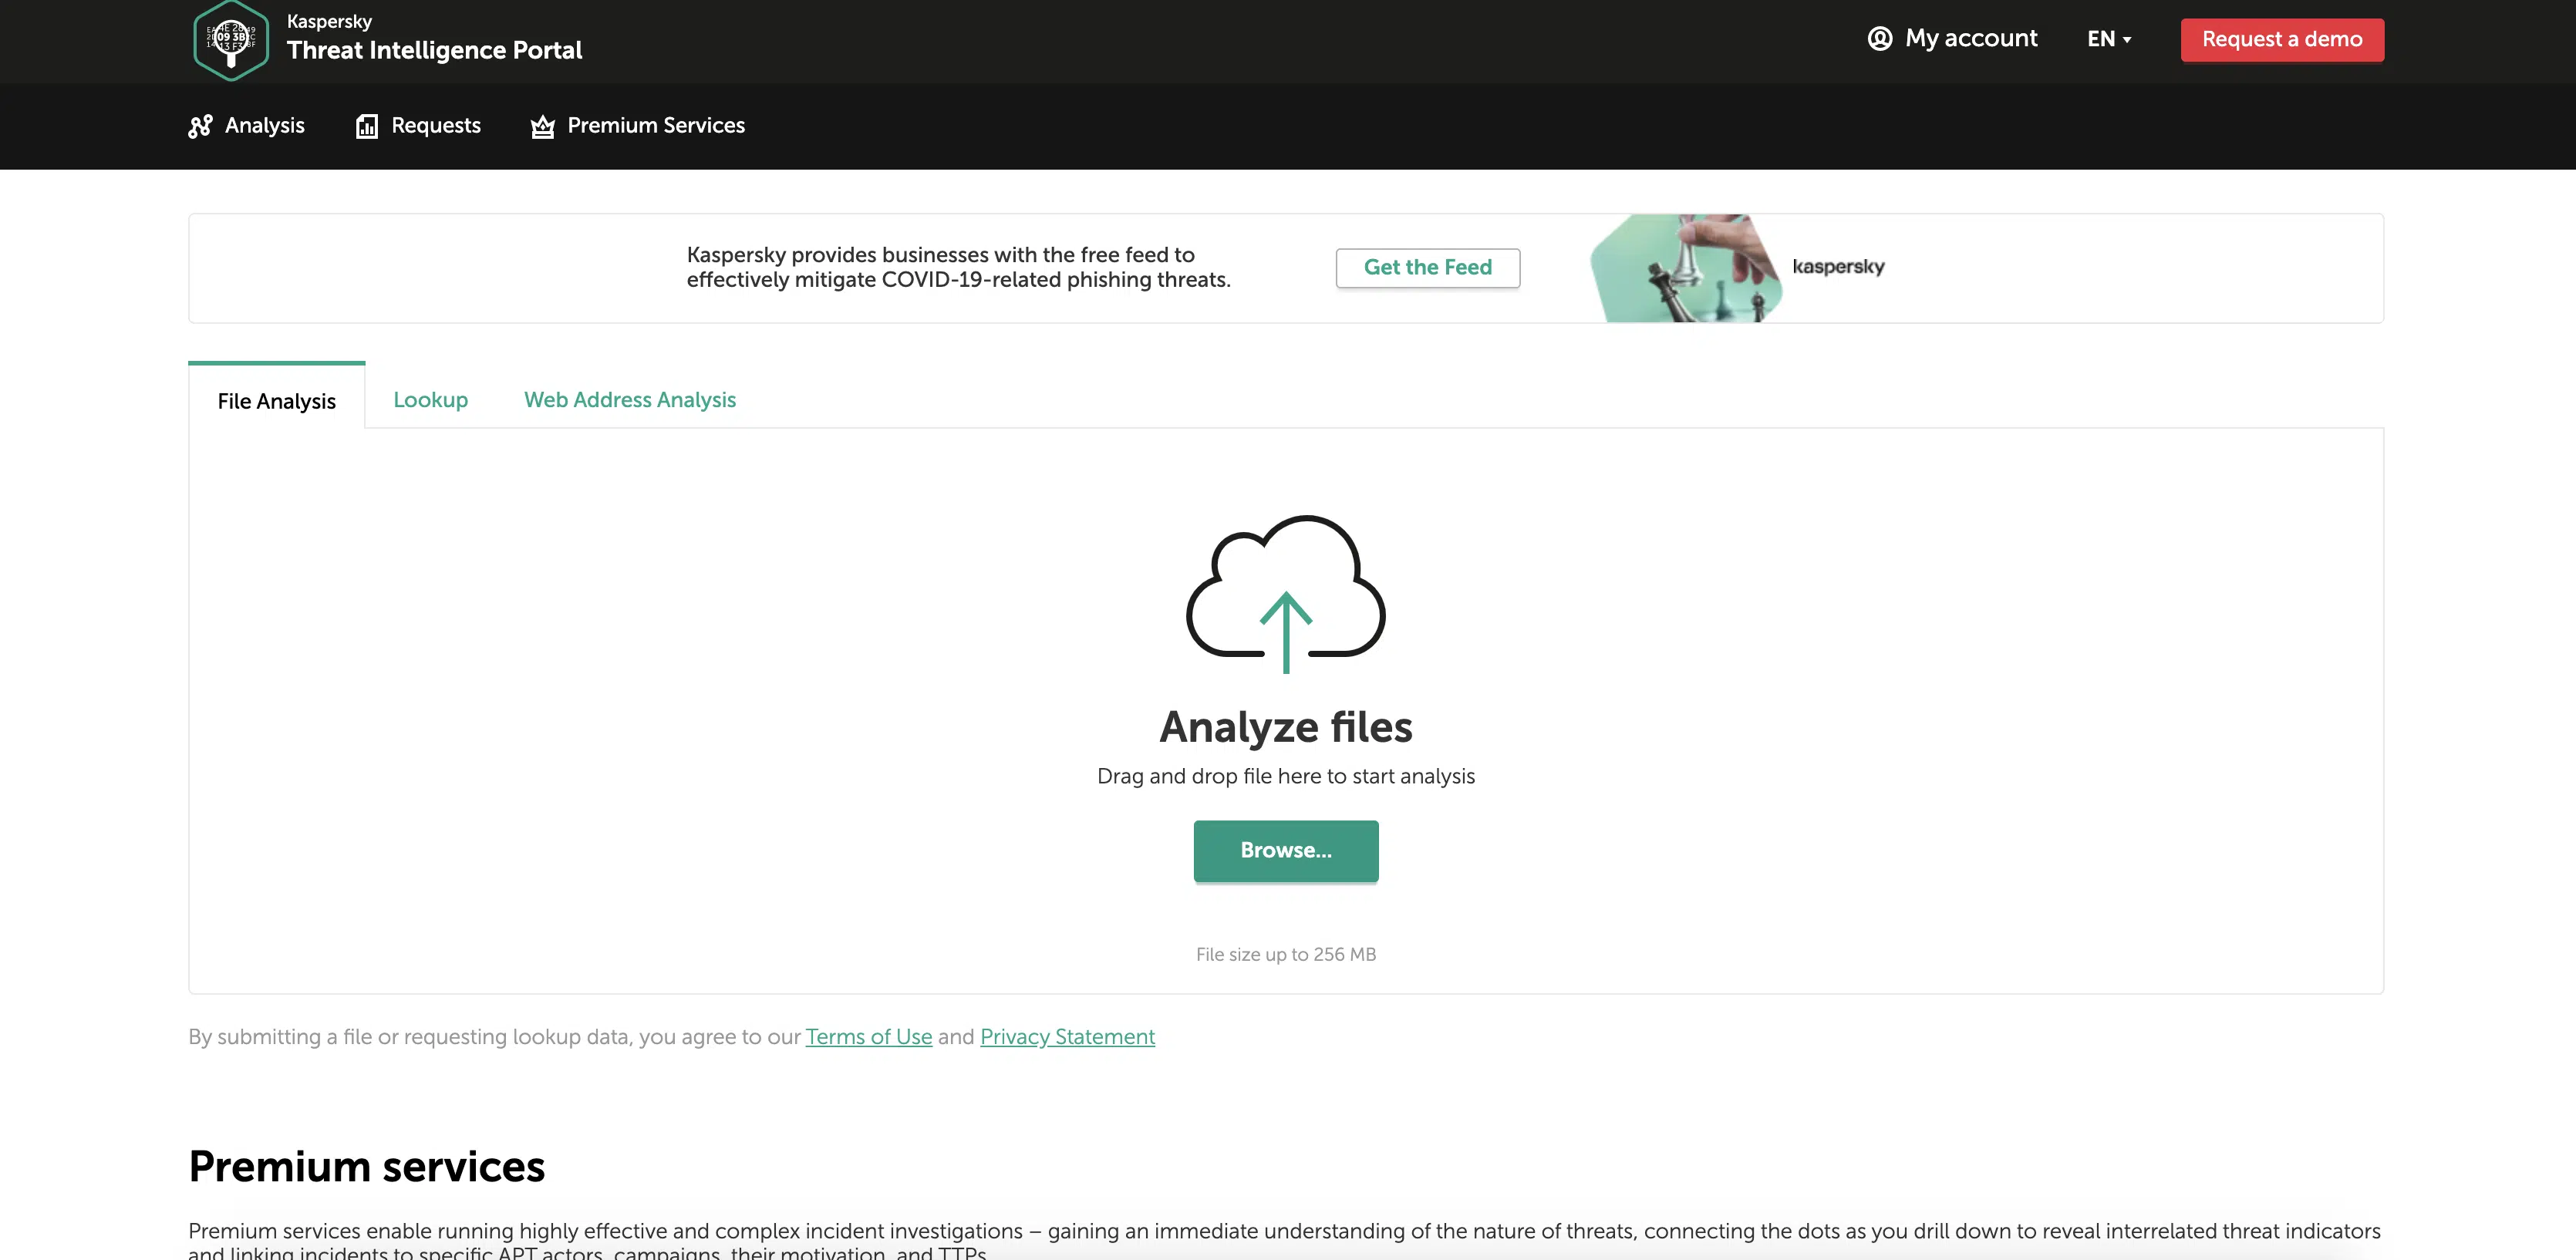 Kaspersky
Threat Intelligence Portal
My account
EN
Request a demo
Analysis
Requests
Premium Services
Kaspersky provides businesses with the free feed to
effectively mitigate COVID-19-related phishing threats.
Get the Feed
kaspersky
File Analysis
Lookup
Web Address Analysis
Analyze files
Drag and drop file here to start analysis
Browse...
File size up to 256 MB
By submitting a file or requesting lookup data, you agree to our Terms of Use and Privacy Statement
Premium services
Premium services enable running highly effective and complex incident investigations – gaining an immediate understanding of the nature of threats, connecting the dots as you drill down to reveal interrelated threat indicators
and linking incidents to specific APT actors, campaigns, their motivation, and TTPs.